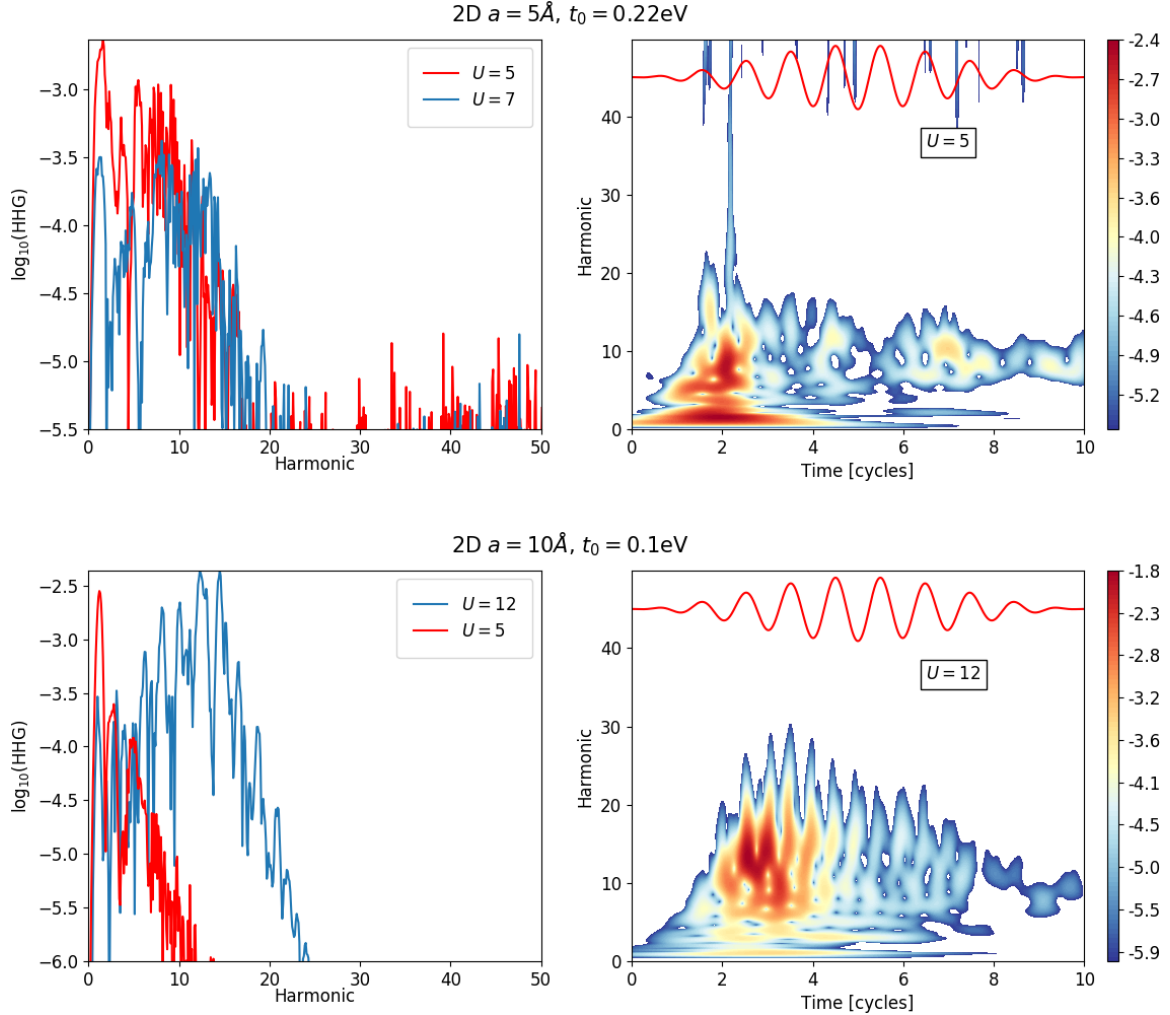 2D a = 5Å, t₀ = 0.22eV
log₁₀(HHG)
−3.0
−3.5
−4.0
−4.5
−5.0
−5.5
U = 5
U = 7
0 10 20 30 40 50
Harmonic
Harmonic
40
30
20
10
0
U = 5
0 2 4 6 8 10
Time [cycles]
-2.4
-2.7
-3.0
-3.3
-3.6
-4.0
-4.3
-4.6
-4.9
-5.2
2D a = 10Å, t₀ = 0.1eV
log₁₀(HHG)
−2.5
−3.0
−3.5
−4.0
−4.5
−5.0
−5.5
−6.0
U = 12
U = 5
0 10 20 30 40 50
Harmonic
Harmonic
40
30
20
10
0
U = 12
0 2 4 6 8 10
Time [cycles]
-1.8
-2.3
-2.8
-3.2
-3.6
-4.1
-4.5
-5.0
-5.5
-5.9